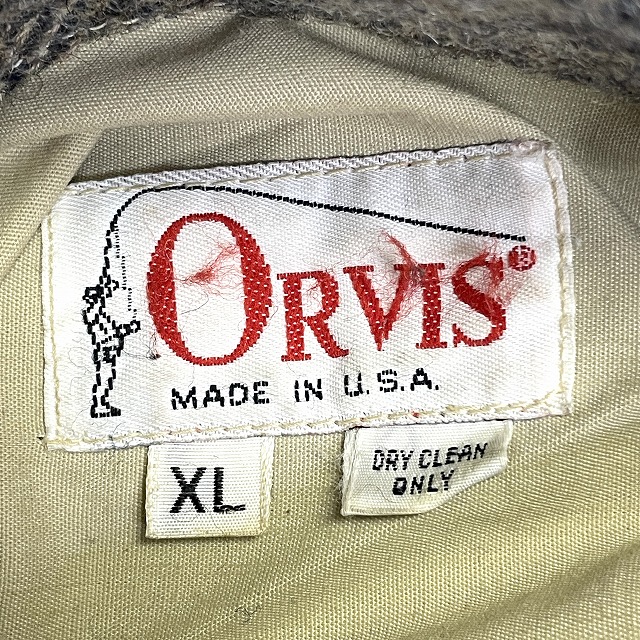 ORVIS®
MADE IN U.S.A.
XL
DRY CLEAN
ONLY